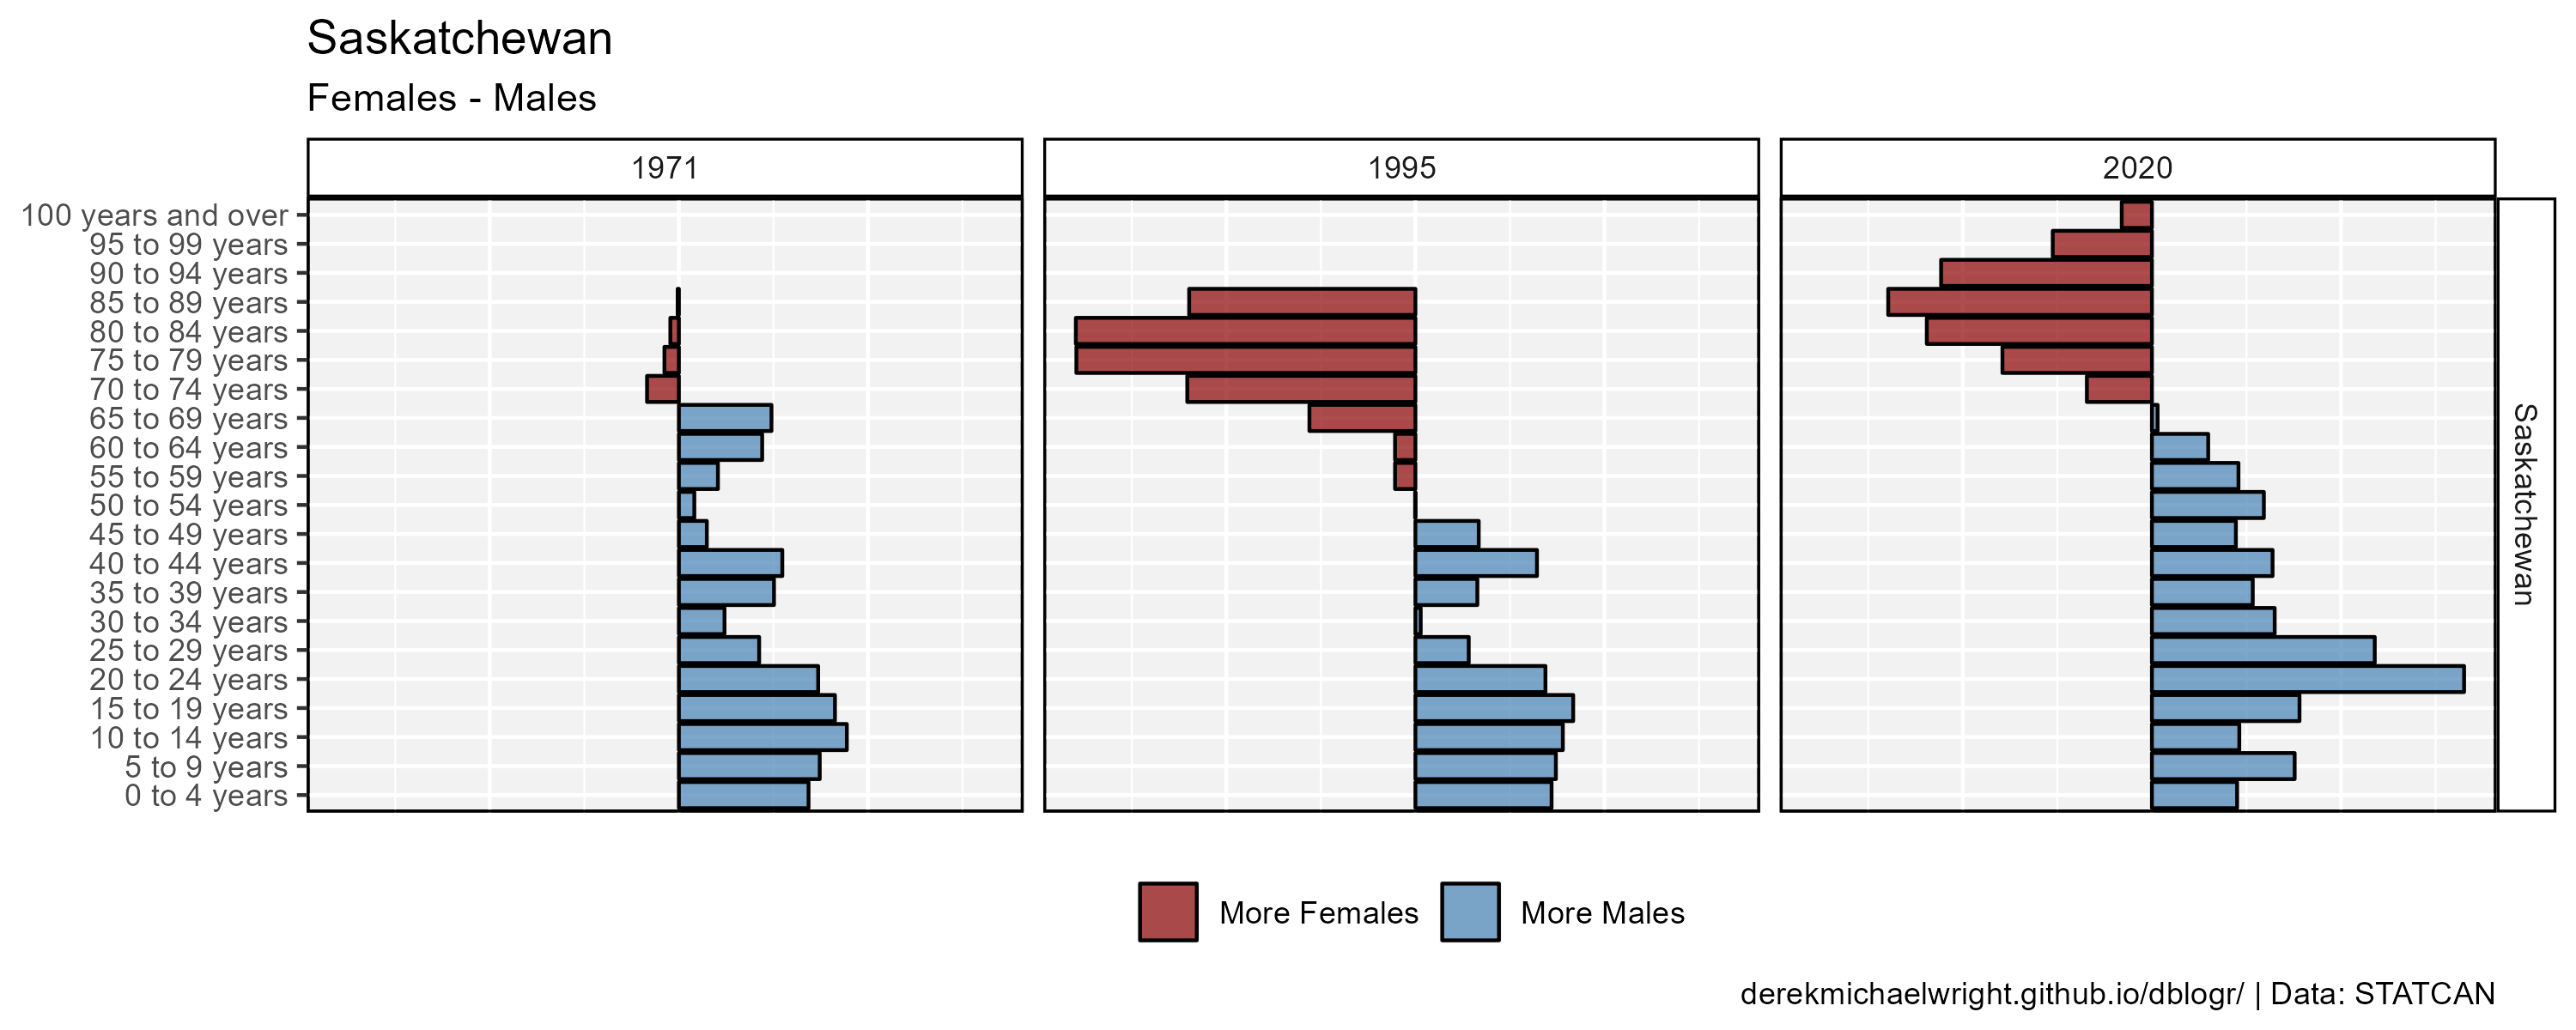 Saskatchewan
Females - Males
1971
1995
2020
100 years and over
95 to 99 years
90 to 94 years
85 to 89 years
80 to 84 years
75 to 79 years
70 to 74 years
65 to 69 years
60 to 64 years
55 to 59 years
50 to 54 years
45 to 49 years
40 to 44 years
35 to 39 years
30 to 34 years
25 to 29 years
20 to 24 years
15 to 19 years
10 to 14 years
5 to 9 years
0 to 4 years
Saskatchewan
More Females
More Males
derekmichaelwright.github.io/dblogr/ | Data: STATCAN